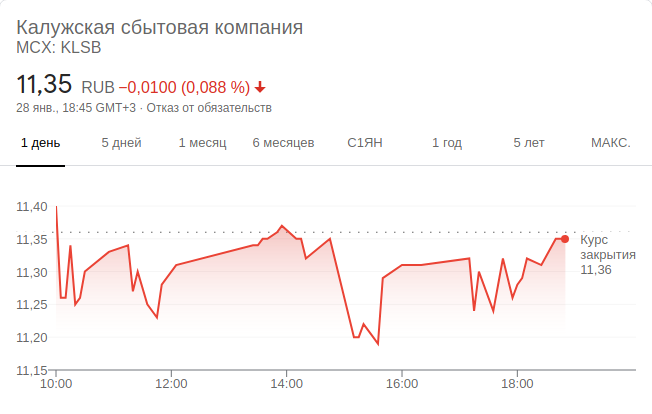 Калужская сбытовая компания
MCX: KLSB
11,35 RUB −0,0100 (0,088 %)
28 янв., 18:45 GMT+3 · Отказ от обязательств
1 день 5 дней 1 месяц 6 месяцев С1ЯН 1 год 5 лет МАКС.
11,40
11,35
11,30
11,25
11,20
11,15
Курс
закрытия
11,36
10:00 12:00 14:00 16:00 18:00